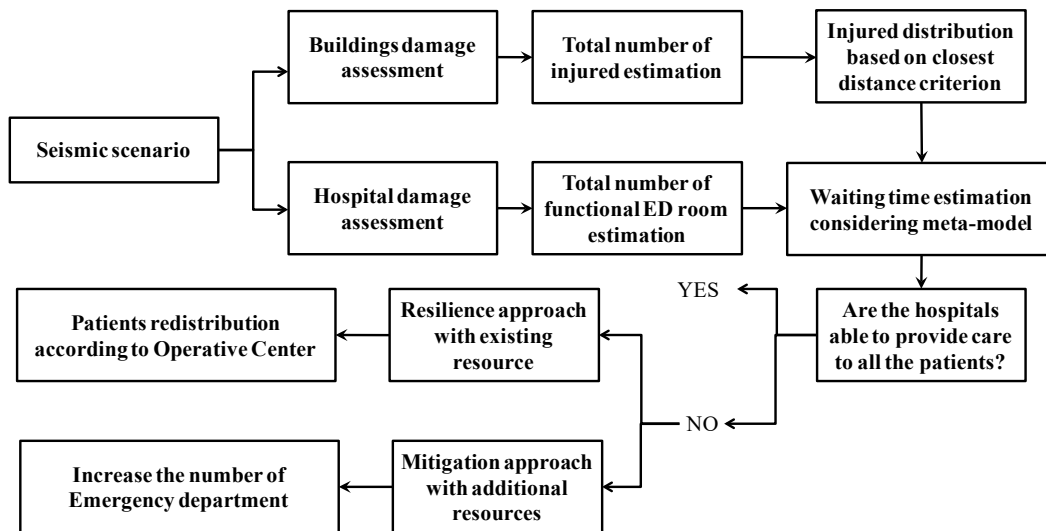 Seismic scenario
Buildings damage
assessment
Total number of
injured estimation
Injured distribution
based on closest
distance criterion
Hospital damage
assessment
Total number of
functional ED room
estimation
Waiting time estimation
considering meta-model
Are the hospitals
able to provide care
to all the patients?
YES
NO
Resilience approach
with existing
resource
Patients redistribution
according to Operative Center
Mitigation approach
with additional
resources
Increase the number of
Emergency department